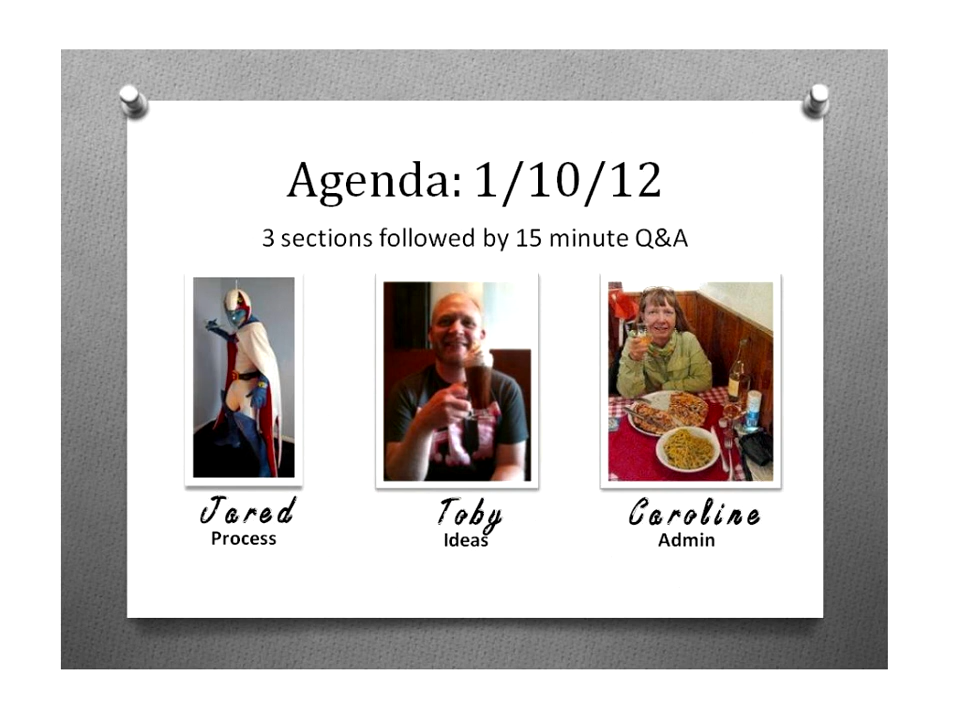 Agenda: 1/10/12
3 sections followed by 15 minute Q&A
Jared Toby Caroline
Process Ideas Admin